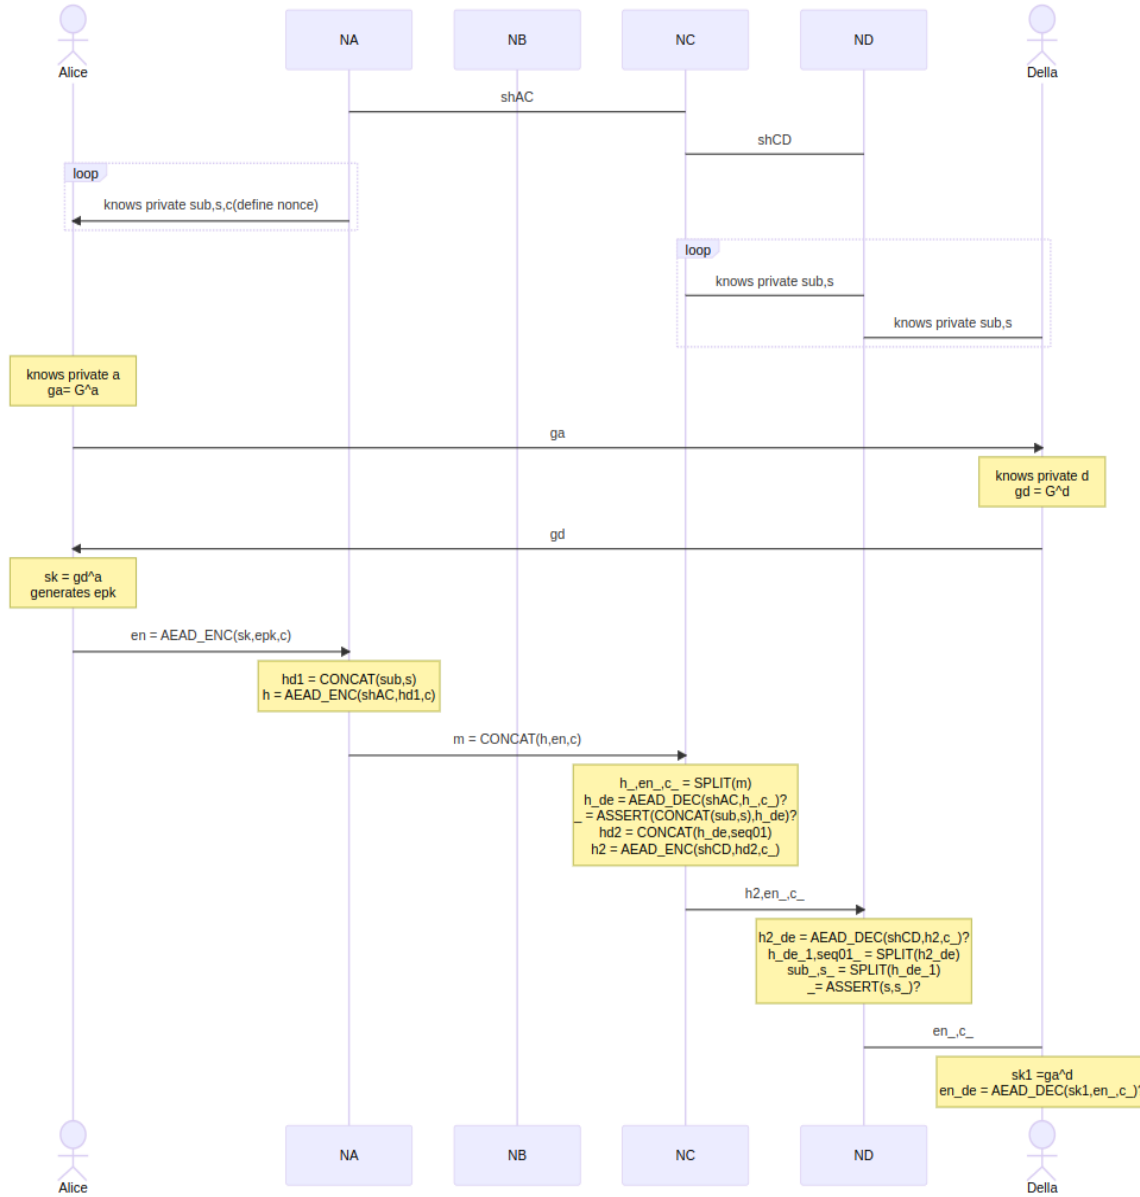 Alice
NA
NB
NC
ND
Della
shAC
shCD
loop
knows private sub,s,c(define nonce)
loop
knows private sub,s
knows private sub,s
knows private a
ga= G^a
ga
knows private d
gd = G^d
gd
sk = gd^a
generates epk
en = AEAD_ENC(sk,epk,c)
hd1 = CONCAT(sub,s)
h = AEAD_ENC(shAC,hd1,c)
m = CONCAT(h,en,c)
h_,en_,c_ = SPLIT(m)
h_de = AEAD_DEC(shAC,h_,c_)?
_ = ASSERT(CONCAT(sub,s),h_de)?
hd2 = CONCAT(h_de,seq01)
h2 = AEAD_ENC(shCD,hd2,c_)
h2,en_,c_
h2_de = AEAD_DEC(shCD,h2,c_)?
h_de_1,seq01_ = SPLIT(h2_de)
sub_,s_ = SPLIT(h_de_1)
_= ASSERT(s,s_)?
en_,c_
sk1 =ga^d
en_de = AEAD_DEC(sk1,en_,c_)?
Alice
NA
NB
NC
ND
Della